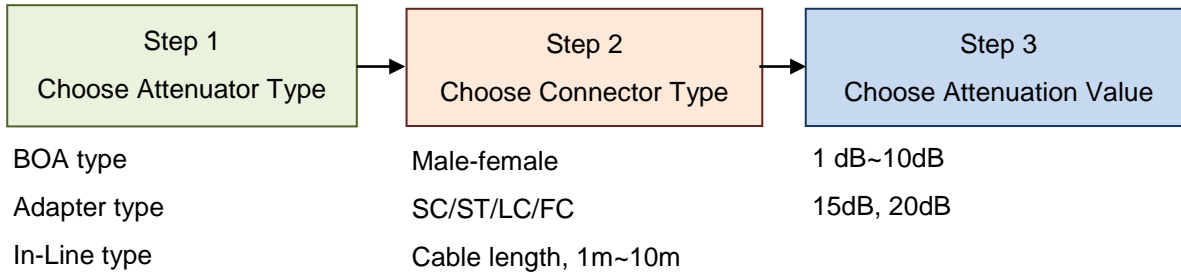 Step 1
Choose Attenuator Type
Step 2
Choose Connector Type
Step 3
Choose Attenuation Value
BOA type
Adapter type
In-Line type
Male-female
SC/ST/LC/FC
Cable length, 1m~10m
1 dB~10dB
15dB, 20dB